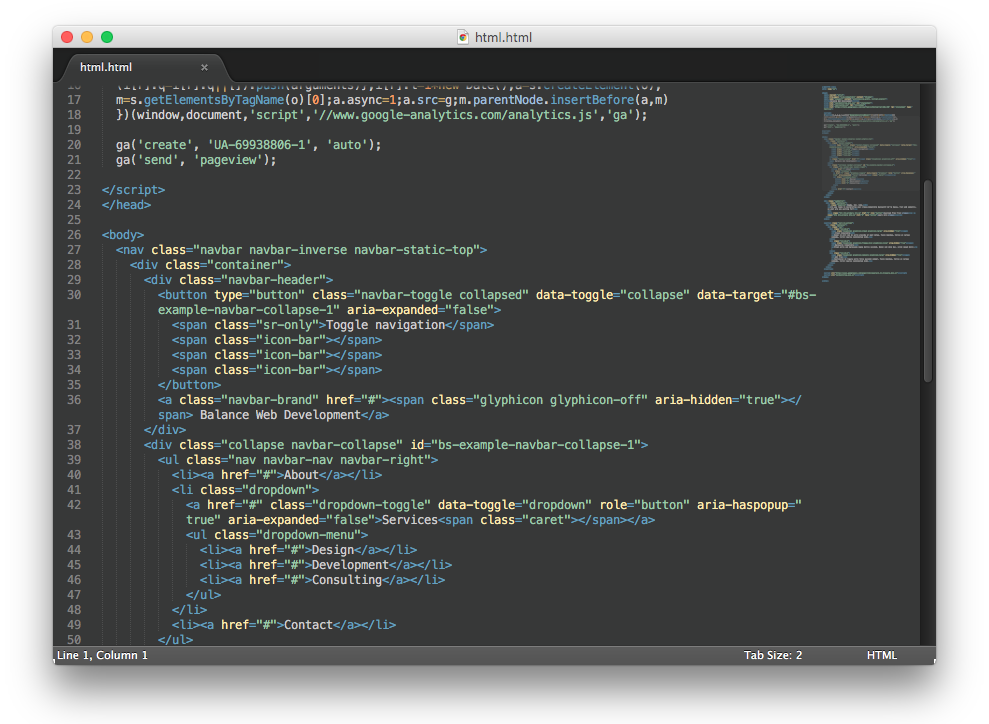 html.html
html.html ×
17 m=s.getElementsByTagName(o)[0];a.async=1;a.src=g;m.parentNode.insertBefore(a,m)
18 })(window,document,'script','//www.google-analytics.com/analytics.js','ga');
19
20 ga('create', 'UA-69938806-1', 'auto');
21 ga('send', 'pageview');
22
23 </script>
24 </head>
25
26 <body>
27 <nav class="navbar navbar-inverse navbar-static-top">
28 <div class="container">
29 <div class="navbar-header">
30 <button type="button" class="navbar-toggle collapsed" data-toggle="collapse" data-target="#bs-
example-navbar-collapse-1" aria-expanded="false">
31 <span class="sr-only">Toggle navigation</span>
32 <span class="icon-bar"></span>
33 <span class="icon-bar"></span>
34 <span class="icon-bar"></span>
35 </button>
36 <a class="navbar-brand" href="#"><span class="glyphicon glyphicon-off" aria-hidden="true"></
span> Balance Web Development</a>
37 </div>
38 <div class="collapse navbar-collapse" id="bs-example-navbar-collapse-1">
39 <ul class="nav navbar-nav navbar-right">
40 <li><a href="#">About</a></li>
41 <li class="dropdown">
42 <a href="#" class="dropdown-toggle" data-toggle="dropdown" role="button" aria-haspopup="
true" aria-expanded="false">Services<span class="caret"></span></a>
43 <ul class="dropdown-menu">
44 <li><a href="#">Design</a></li>
45 <li><a href="#">Development</a></li>
46 <li><a href="#">Consulting</a></li>
47 </ul>
48 </li>
49 <li><a href="#">Contact</a></li>
50 </ul>
Line 1, Column 1 Tab Size: 2 HTML